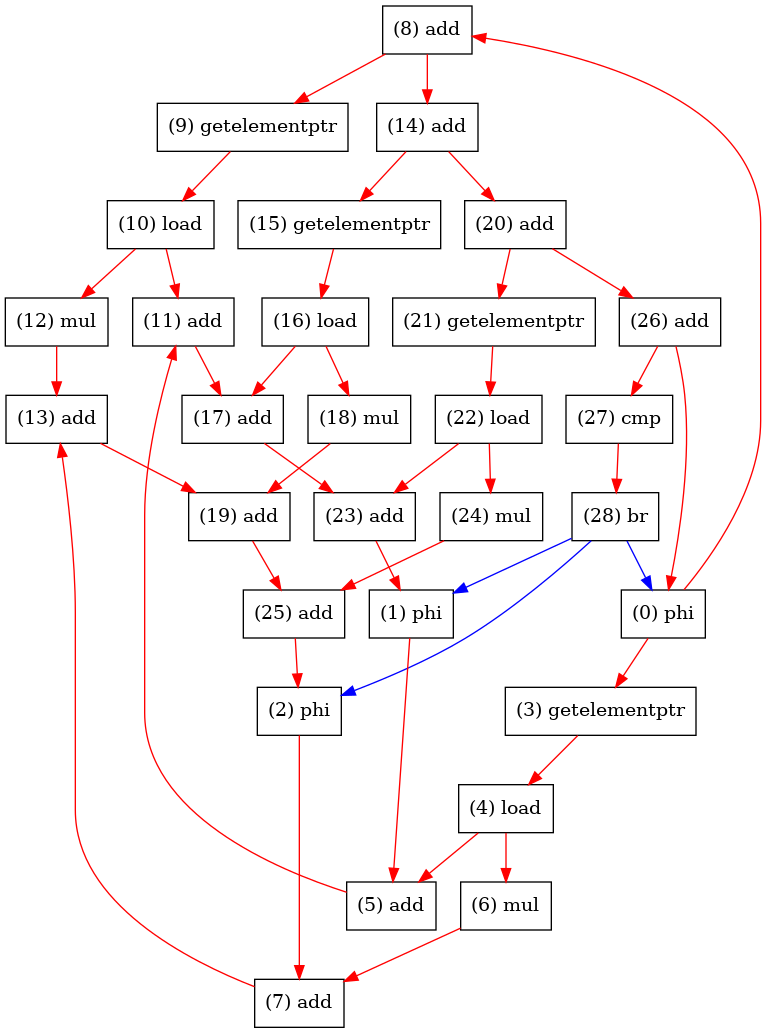 (8) add
(9) getelementptr
(14) add
(10) load
(15) getelementptr
(20) add
(12) mul
(11) add
(16) load
(21) getelementptr
(26) add
(13) add
(17) add
(18) mul
(22) load
(27) cmp
(19) add
(23) add
(24) mul
(28) br
(25) add
(1) phi
(0) phi
(2) phi
(3) getelementptr
(4) load
(5) add
(6) mul
(7) add